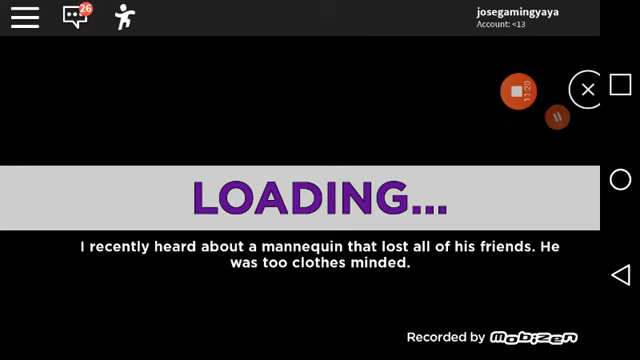 26
josegamingyaya
Account: <13
11:20
LOADING...
I recently heard about a mannequin that lost all of his friends. He
was too clothes minded.
Recorded by mobizen